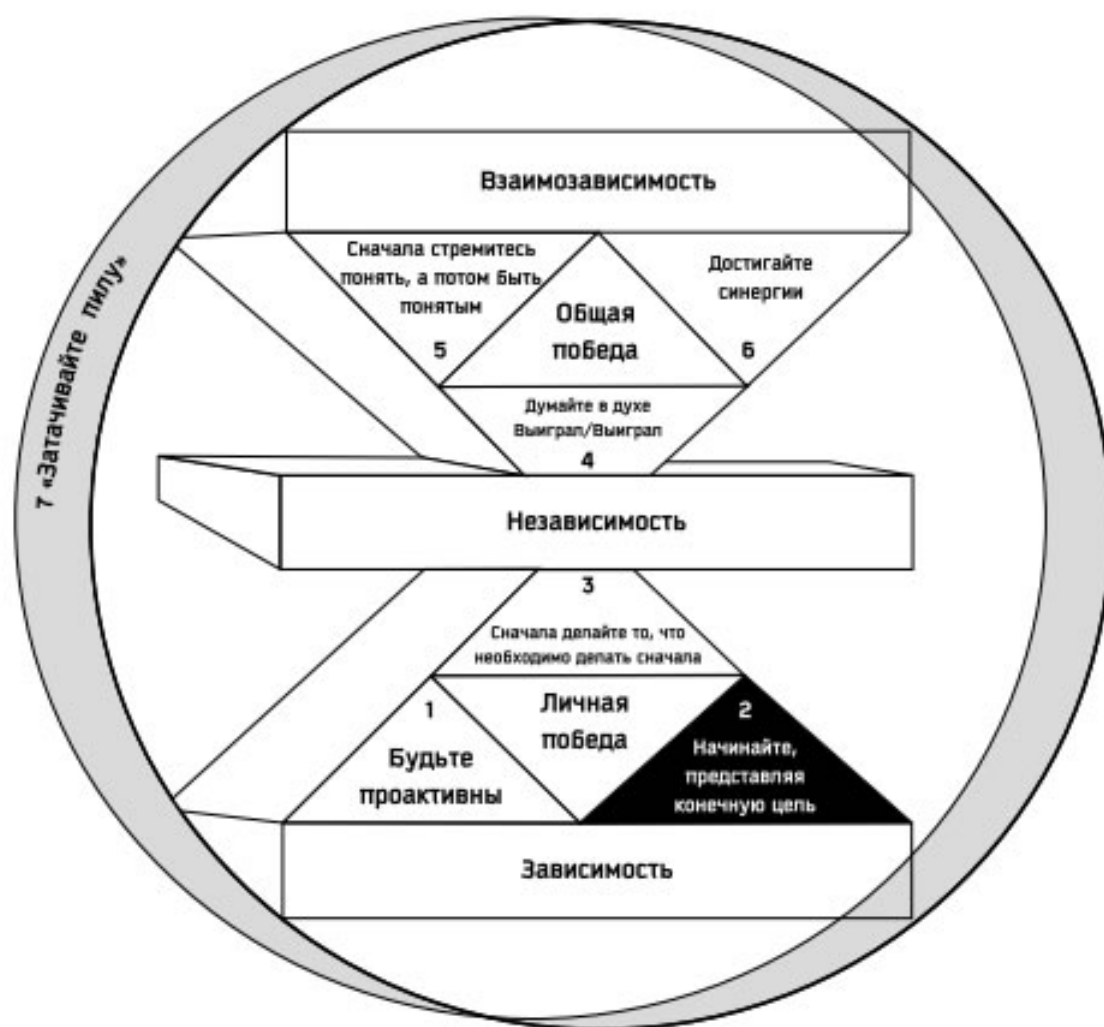 Взаимозависимость
Сначала стремитесь
понять, а потом быть
понятым
5
Общая
победа
Достигайте
синергии
6
Думайте в духе
Выиграл/Выиграл
4
7 «Затачивайте пилу»
Независимость
3
Сначала делайте то, что
необходимо делать сначала
1
Будьте
проактивны
Личная
победа
2
Начинайте,
представляя
конечную цель
Зависимость